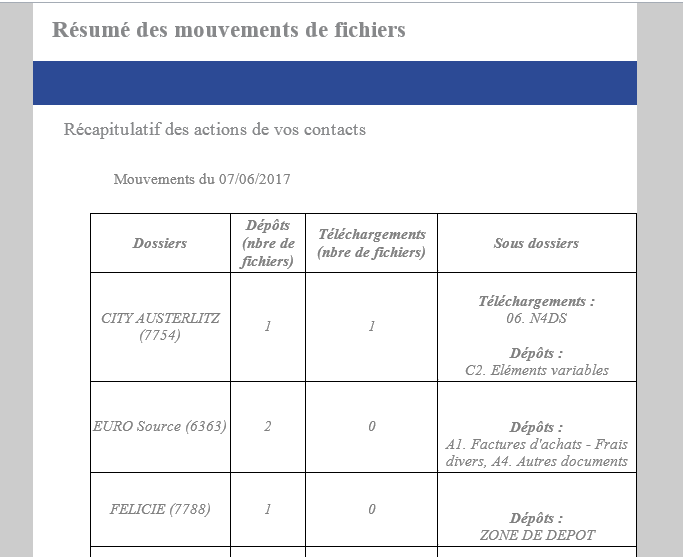 Résumé des mouvements de fichiers
Récapitulatif des actions de vos contacts
Mouvements du 07/06/2017
Dossiers
Dépôts
(nbre de
fichiers)
Téléchargements
(nbre de fichiers)
Sous dossiers
CITY AUSTERLITZ
(7754)
1
1
Téléchargements :
06. N4DS
Dépôts :
C2. Eléments variables
EURO Source (6363)
2
0
Dépôts :
A1. Factures d'achats - Frais
divers, A4. Autres documents
FELICIE (7788)
1
0
Dépôts :
ZONE DE DEPOT